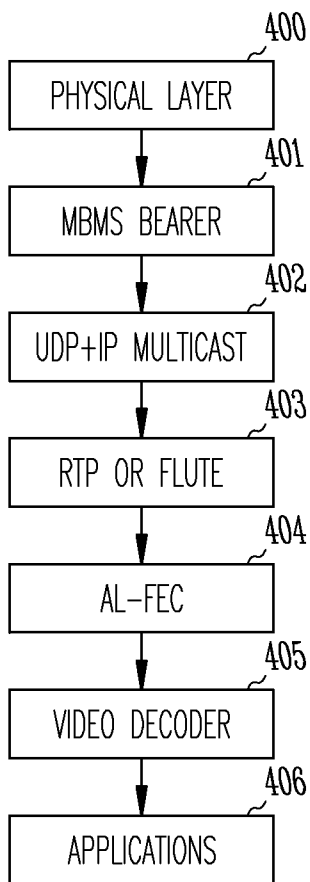 400
PHYSICAL LAYER
401
MBMS BEARER
402
UDP+IP MULTICAST
403
RTP OR FLUTE
404
AL-FEC
405
VIDEO DECODER
406
APPLICATIONS